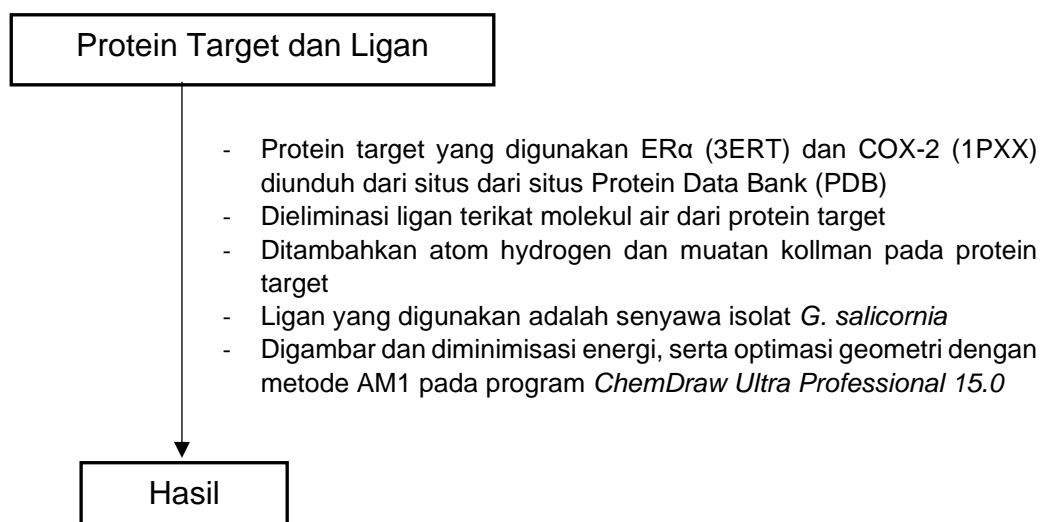 Protein Target dan Ligan
- Protein target yang digunakan ERα (3ERT) dan COX-2 (1PXX)
diunduh dari situs dari situs Protein Data Bank (PDB)
- Dieliminasi ligan terikat molekul air dari protein target
- Ditambahkan atom hydrogen dan muatan kollman pada protein
target
- Ligan yang digunakan adalah senyawa isolat G. salicornia
- Digambar dan diminimisasi energi, serta optimasi geometri dengan
metode AM1 pada program ChemDraw Ultra Professional 15.0
Hasil